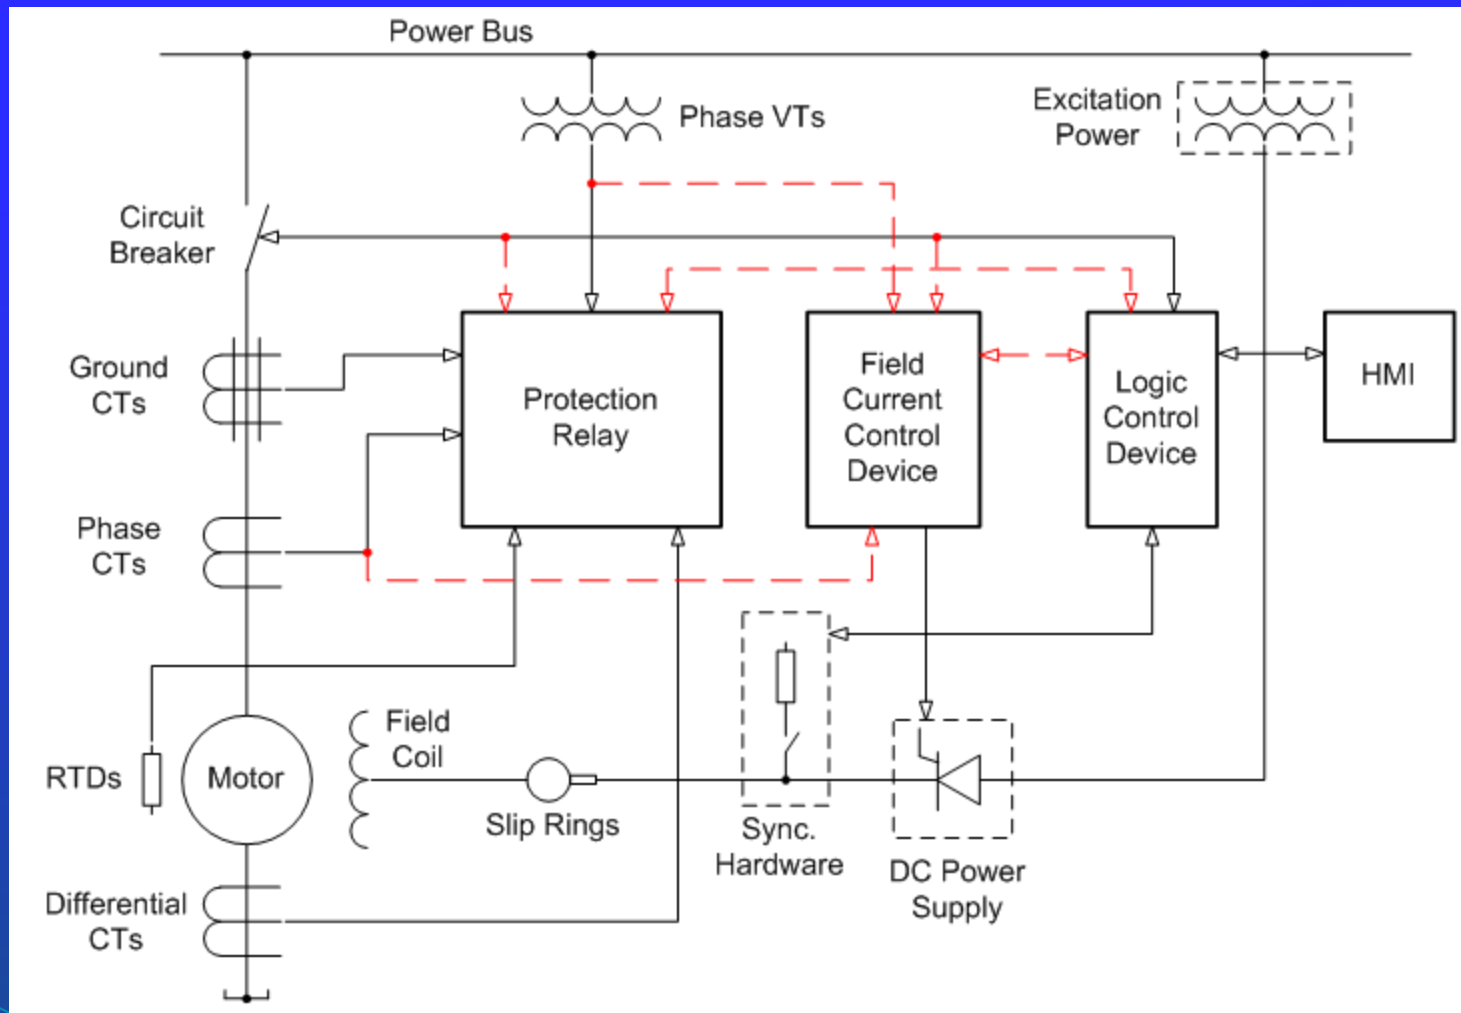 Power Bus
Phase VTs
Excitation
Power
Circuit
Breaker
Ground
CTs
Protection
Relay
Field
Current
Control
Device
Logic
Control
Device
HMI
Phase
CTs
Field
Coil
RTDs
Motor
Slip Rings
Sync.
Hardware
DC Power
Supply
Differential
CTs